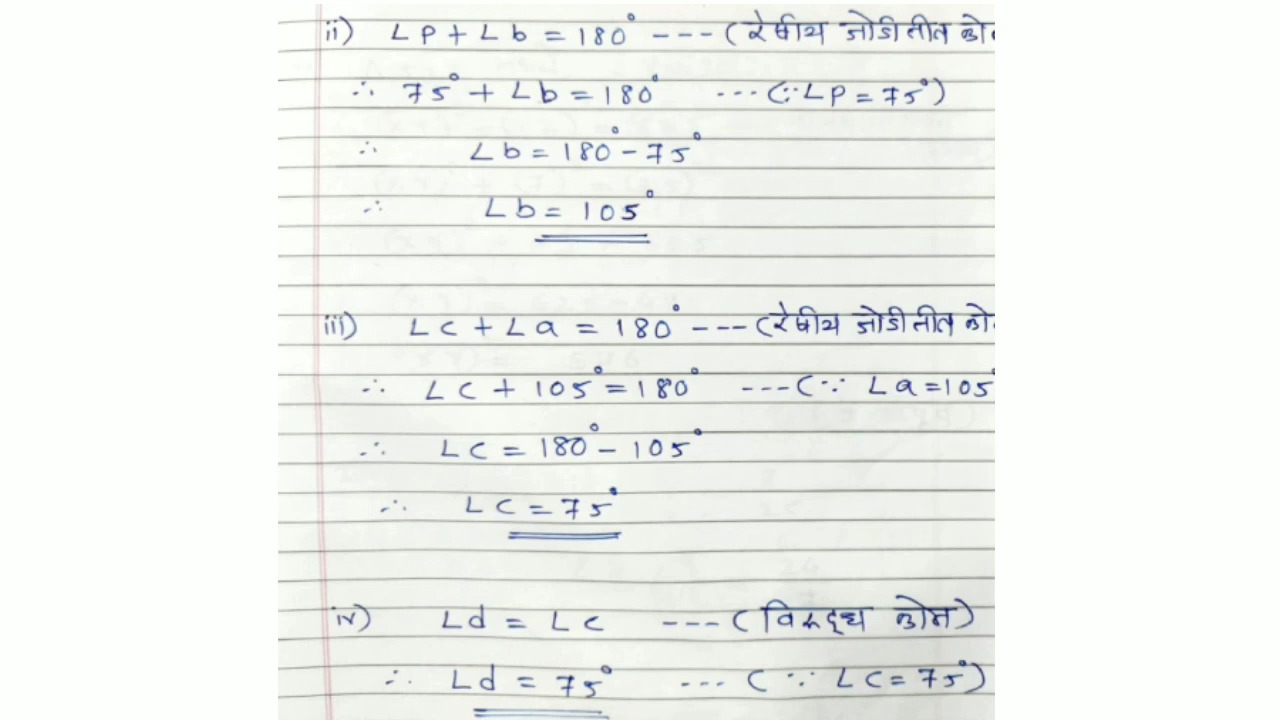 ii) ∠p + ∠b = 180° --- (रेषीय जोडीतील
∴ 75° + ∠b = 180° --- (∵ ∠p = 75°)
∴ ∠b = 180° - 75°
∴ ∠b = 105°
iii) ∠c + ∠a = 180° --- (रेषीय जोडीतील
∴ ∠c + 105° = 180° --- (∵ ∠a = 105°
∴ ∠c = 180° - 105°
∴ ∠c = 75°
iv) ∠d = ∠c --- (विरुद्ध कोन)
∴ ∠d = 75° --- (∵ ∠c = 75°)